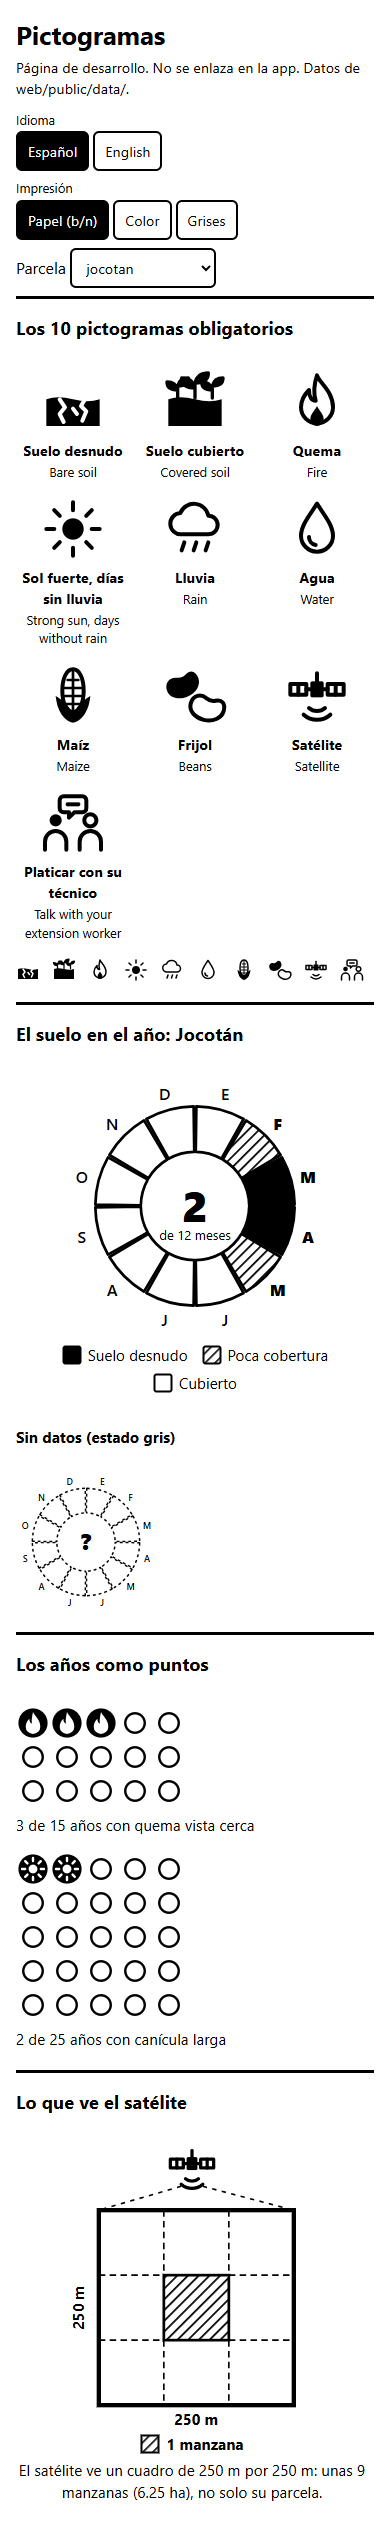 Pictogramas
Página de desarrollo. No se enlaza en la app. Datos de
web/public/data/.
Idioma
Español English
Impresión
Papel (b/n) Color Grises
Parcela jocotan
Los 10 pictogramas obligatorios
Suelo desnudo Suelo cubierto Quema
Bare soil Covered soil Fire
Sol fuerte, días Lluvia Agua
sin lluvia Rain Water
Strong sun, days
without rain
Maíz Frijol Satélite
Maize Beans Satellite
Platicar con su
técnico
Talk with your
extension worker
El suelo en el año: Jocotán
D E
N F
O M
2
de 12 meses
S A
A M
J J
Suelo desnudo Poca cobertura
Cubierto
Sin datos (estado gris)
D E
N F
O M
?
S A
A M
J J
Los años como puntos
3 de 15 años con quema vista cerca
2 de 25 años con canícula larga
Lo que ve el satélite
250 m
250 m
1 manzana
El satélite ve un cuadro de 250 m por 250 m: unas 9
manzanas (6.25 ha), no solo su parcela.